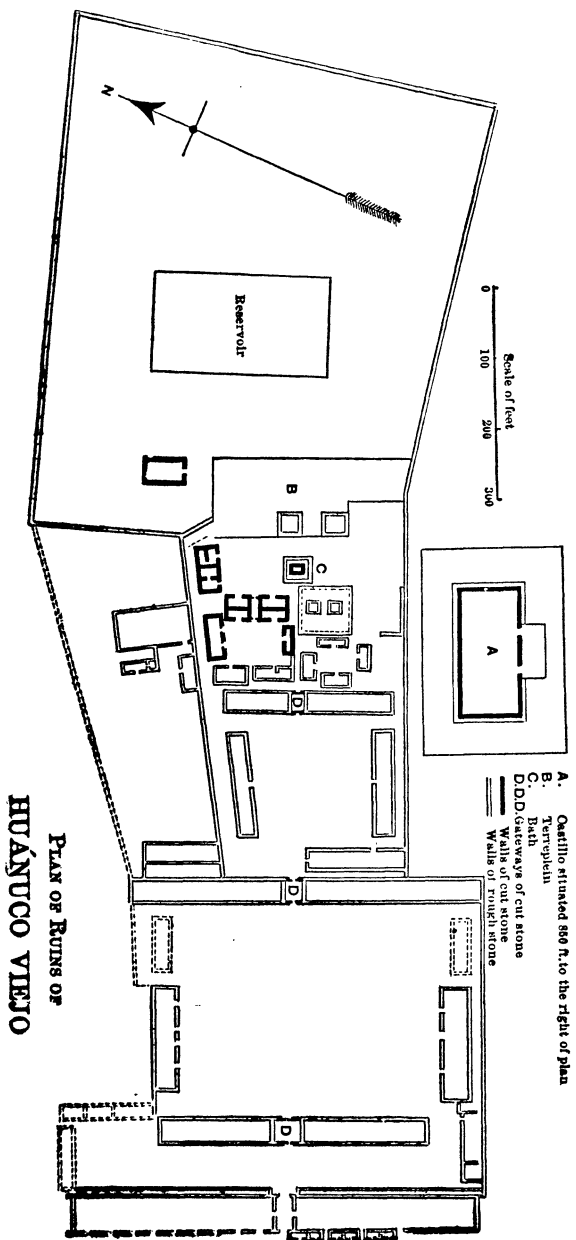 PLAN OF RUINS OF
HUÁNUCO VIEJO
A. Castillo situated 850 ft. to the right of plan
B. Terreplein
C. Bath
D.D.D. Gateways of cut stone
Walls of cut stone
Walls of rough stone
Scale of feet
0 100 200 300
N
Reservoir
A
B
C
D
D
D